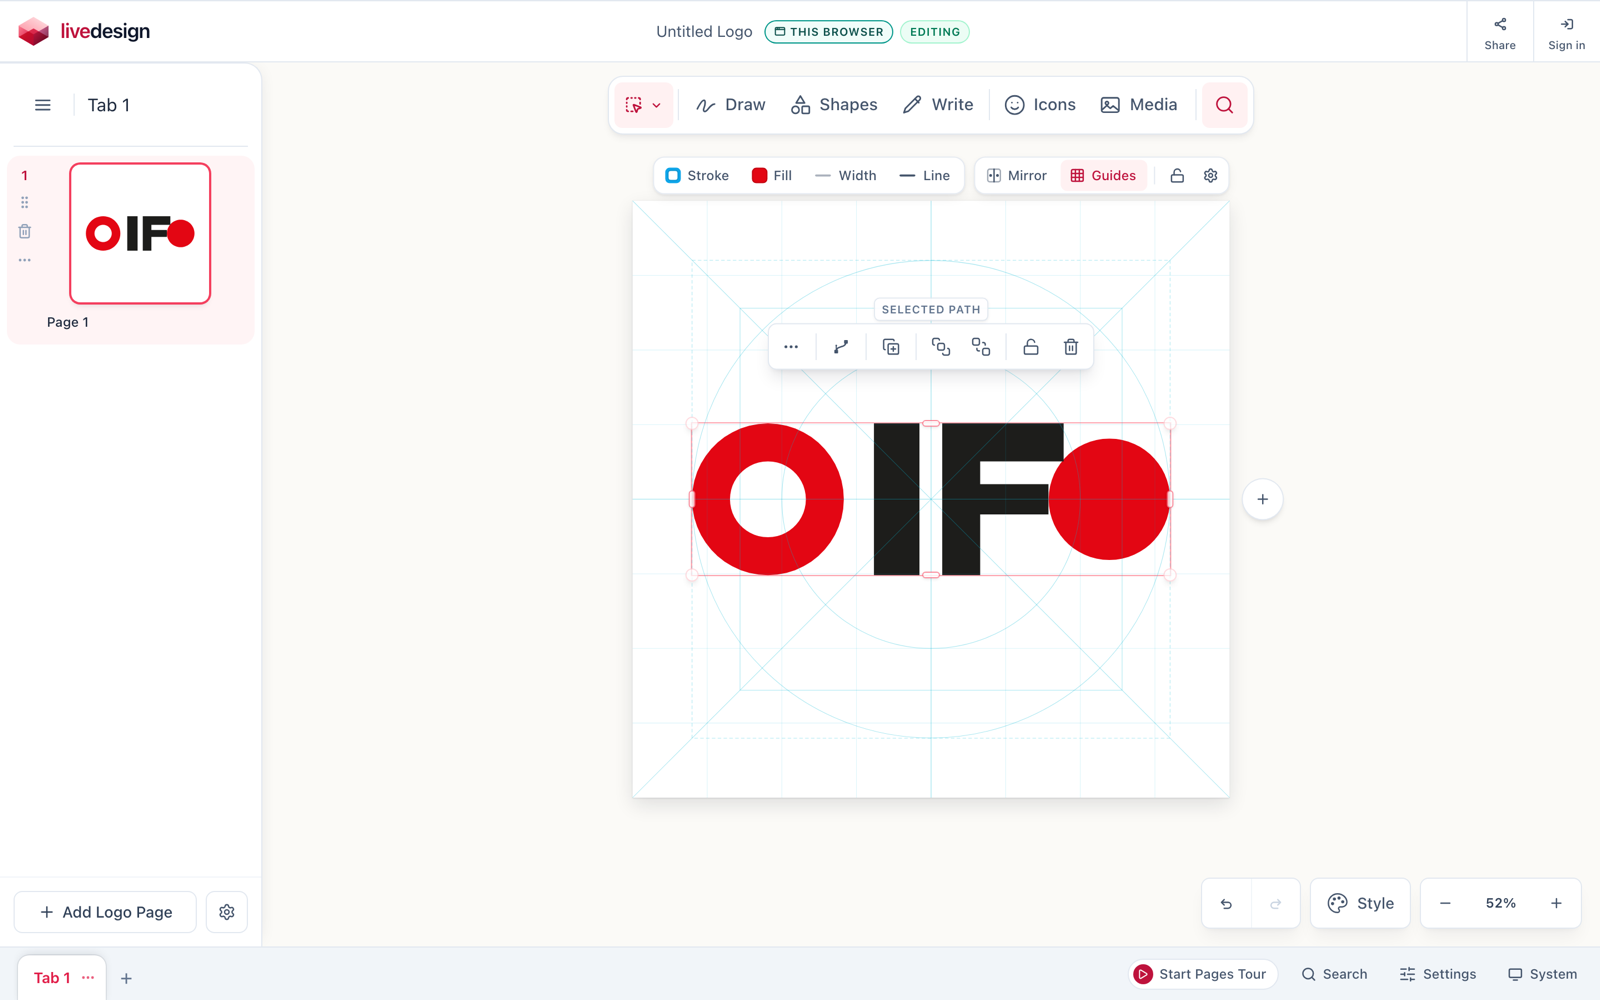 livedesign
Untitled Logo
THIS BROWSER
EDITING
Share
Sign in
Tab 1
Draw
Shapes
Write
Icons
Media
Stroke
Fill
Width
Line
Mirror
Guides
1
OIF
Page 1
SELECTED PATH
OIF
Add Logo Page
Style
52%
Tab 1
Start Pages Tour
Search
Settings
System